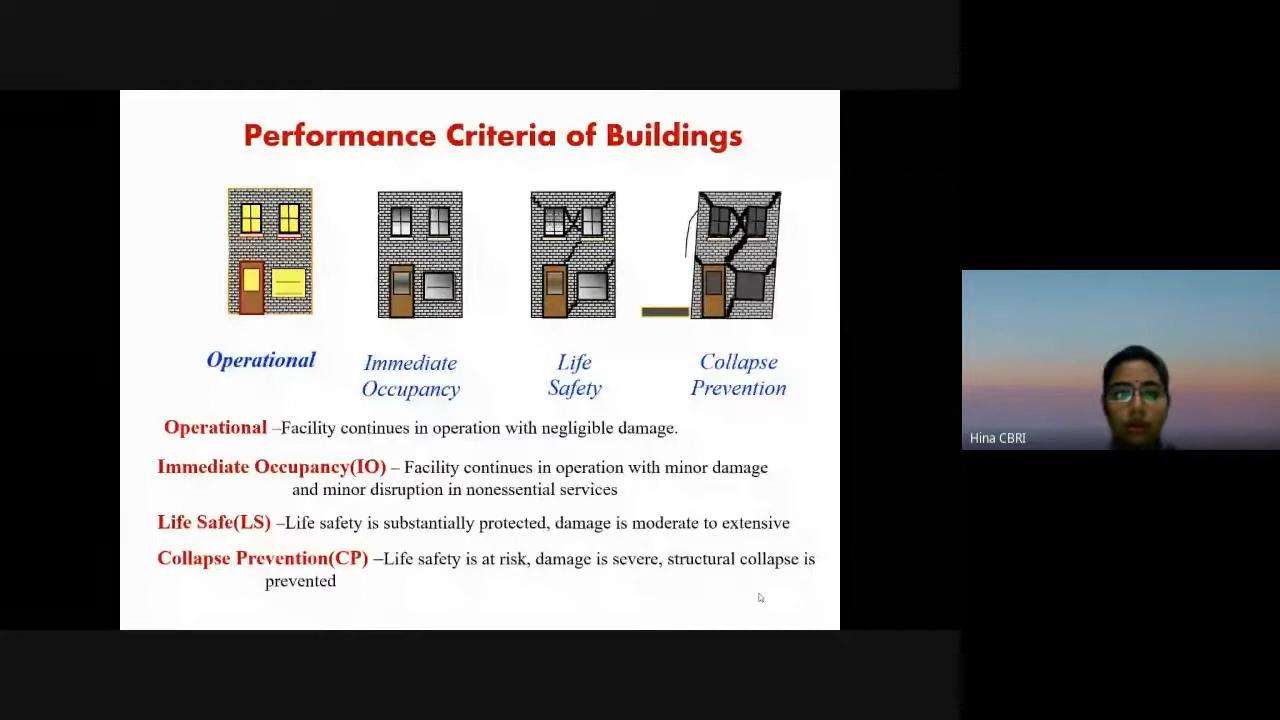 Performance Criteria of Buildings
Operational
Immediate
Occupancy
Life
Safety
Collapse
Prevention
Operational –Facility continues in operation with negligible damage.
Immediate Occupancy(IO) – Facility continues in operation with minor damage
and minor disruption in nonessential services
Life Safe(LS) –Life safety is substantially protected, damage is moderate to extensive
Collapse Prevention(CP) –Life safety is at risk, damage is severe, structural collapse is
prevented
Hina CBRI